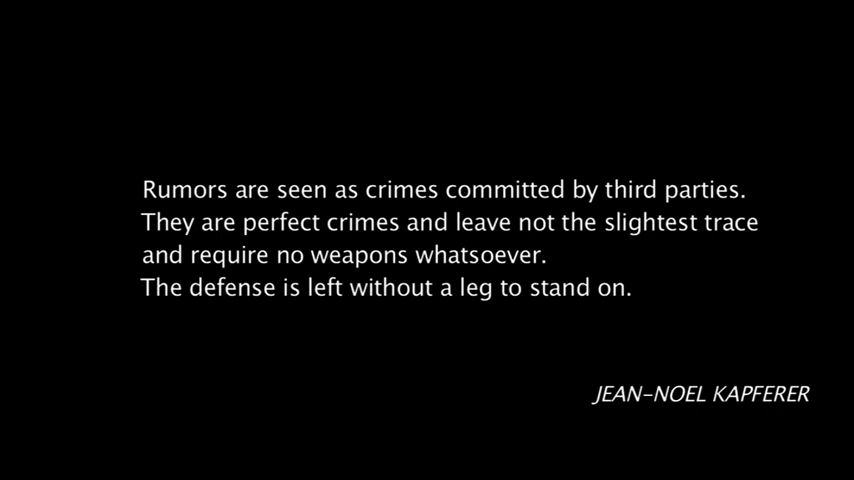 Rumors are seen as crimes committed by third parties.
They are perfect crimes and leave not the slightest trace
and require no weapons whatsoever.
The defense is left without a leg to stand on.
JEAN-NOEL KAPFERER